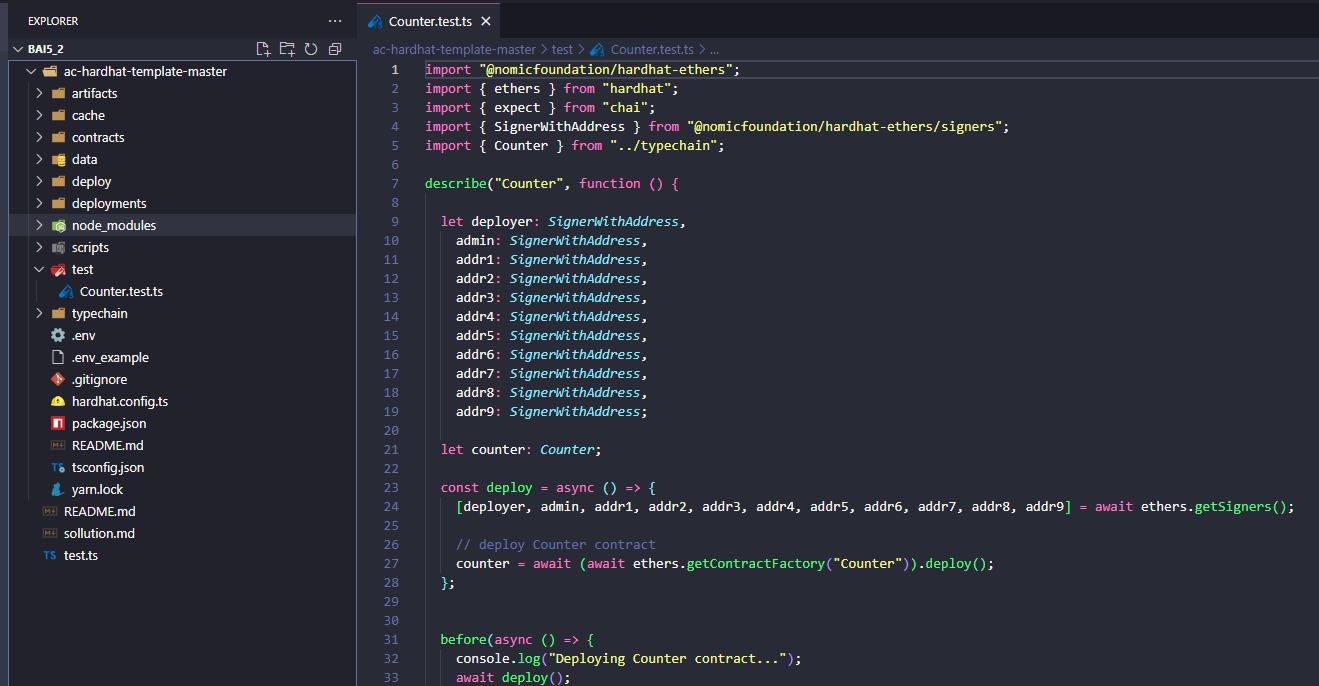 EXPLORER
BAI5_2
ac-hardhat-template-master
artifacts
cache
contracts
data
deploy
deployments
node_modules
scripts
test
Counter.test.ts
typechain
.env
.env_example
.gitignore
hardhat.config.ts
package.json
README.md
tsconfig.json
yarn.lock
README.md
sollution.md
TS test.ts
Counter.test.ts
ac-hardhat-template-master > test > Counter.test.ts > ...
1 import "@nomicfoundation/hardhat-ethers";
2 import { ethers } from "hardhat";
3 import { expect } from "chai";
4 import { SignerWithAddress } from "@nomicfoundation/hardhat-ethers/signers";
5 import { Counter } from "../typechain";
6
7 describe("Counter", function () {
8
9 let deployer: SignerWithAddress,
10 admin: SignerWithAddress,
11 addr1: SignerWithAddress,
12 addr2: SignerWithAddress,
13 addr3: SignerWithAddress,
14 addr4: SignerWithAddress,
15 addr5: SignerWithAddress,
16 addr6: SignerWithAddress,
17 addr7: SignerWithAddress,
18 addr8: SignerWithAddress,
19 addr9: SignerWithAddress;
20
21 let counter: Counter;
22
23 const deploy = async () => {
24 [deployer, admin, addr1, addr2, addr3, addr4, addr5, addr6, addr7, addr8, addr9] = await ethers.getSigners();
25
26 // deploy Counter contract
27 counter = await (await ethers.getContractFactory("Counter")).deploy();
28 };
29
30
31 before(async () => {
32 console.log("Deploying Counter contract...");
33 await deploy();